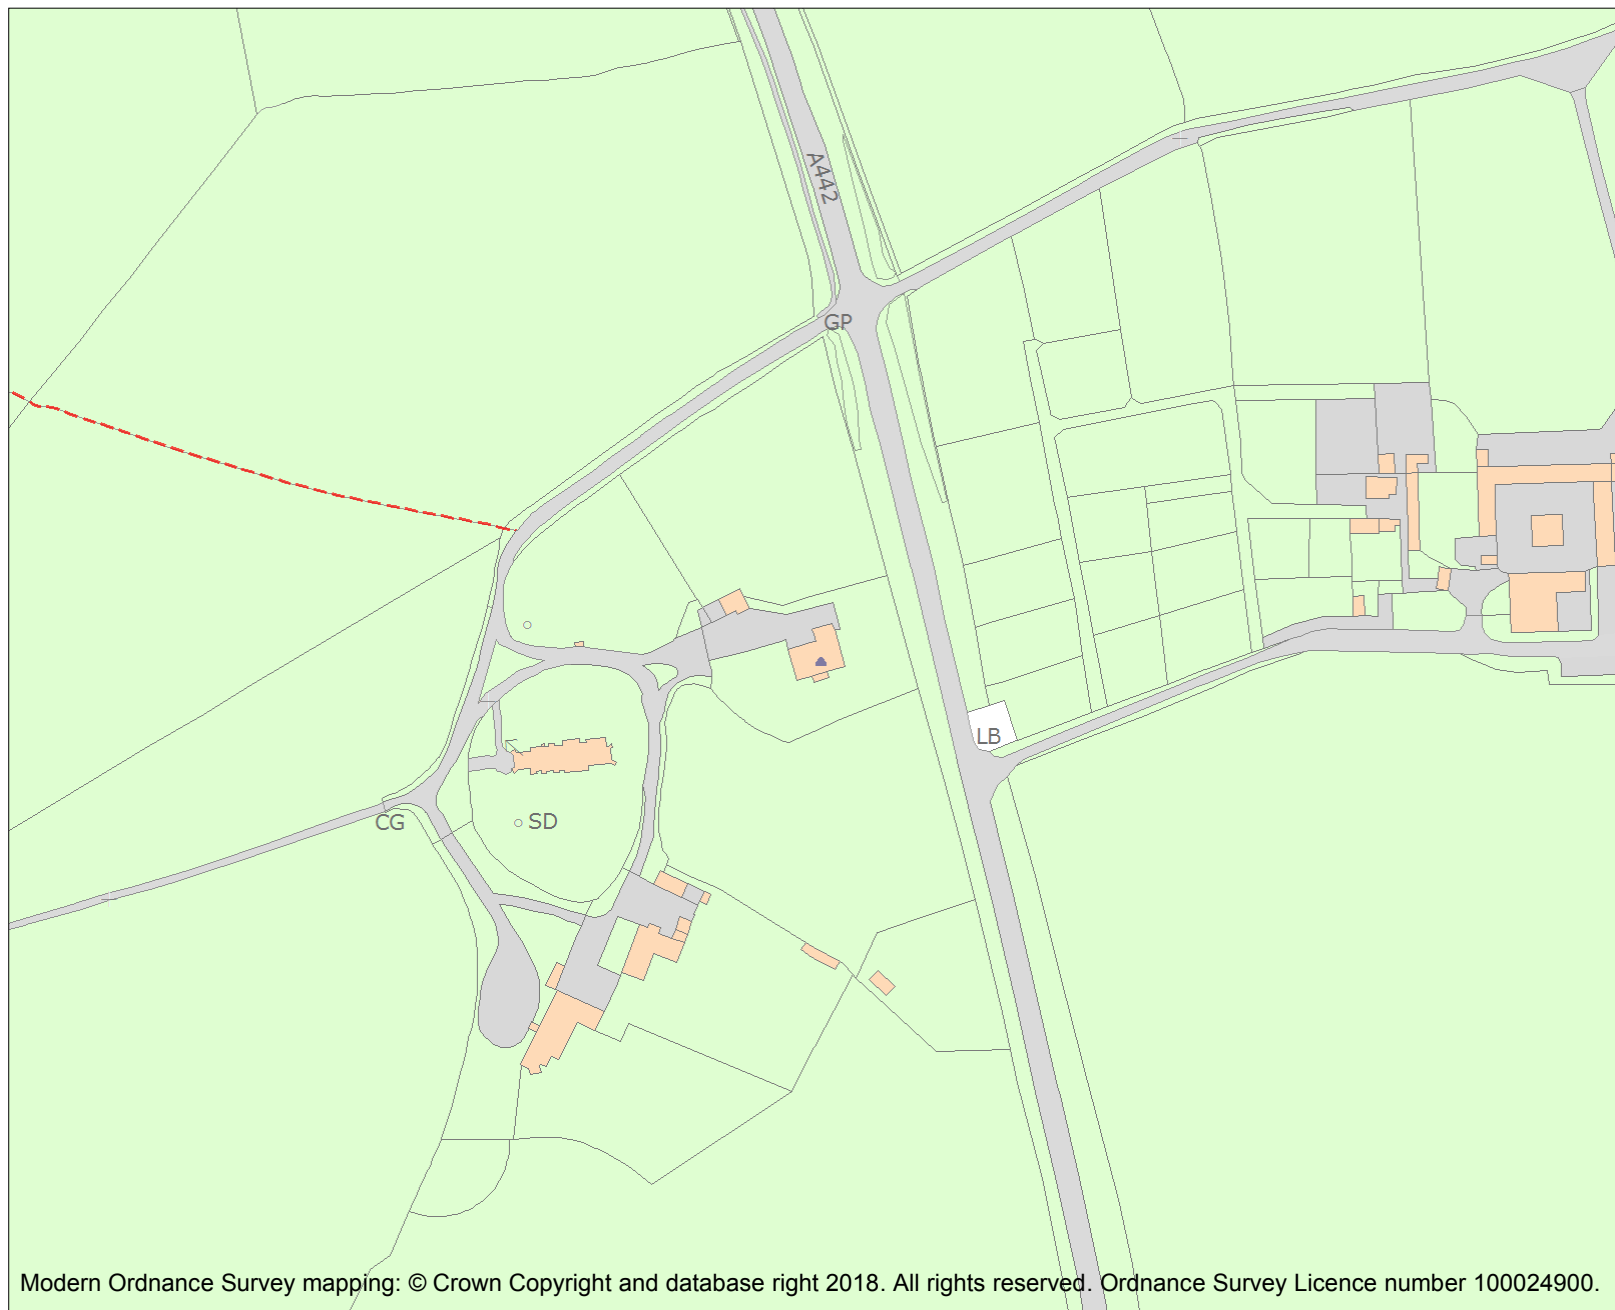 A442
GP
LB
CG
SD
Modern Ordnance Survey mapping: © Crown Copyright and database right 2018. All rights reserved. Ordnance Survey Licence number 100024900.